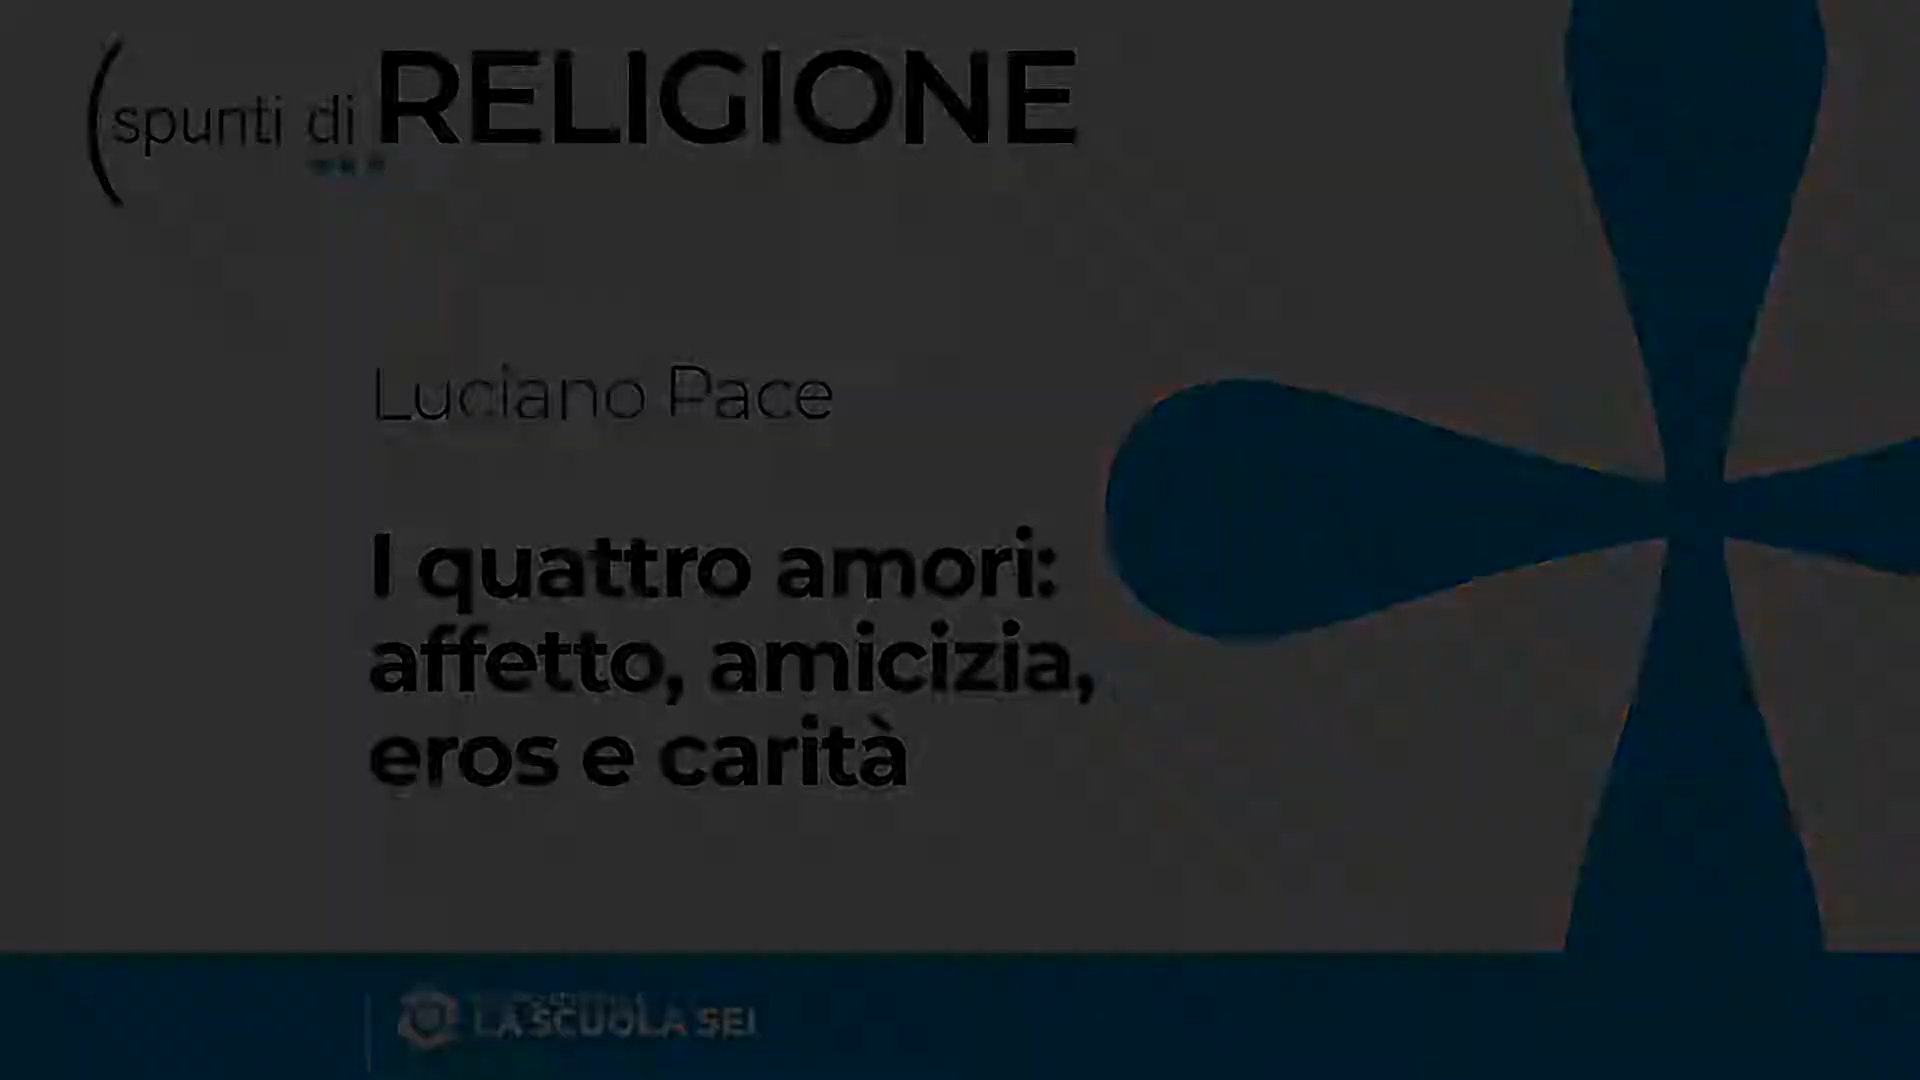 (spunti di RELIGIONE
Luciano Pace
I quattro amori:
affetto, amicizia,
eros e carità
LA SCUOLA SEI